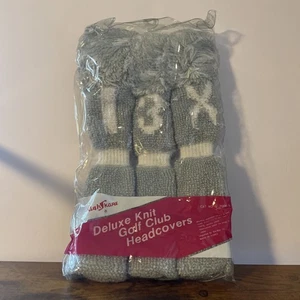 1 3 X
Deluxe Knit
Golf Club
Headcovers